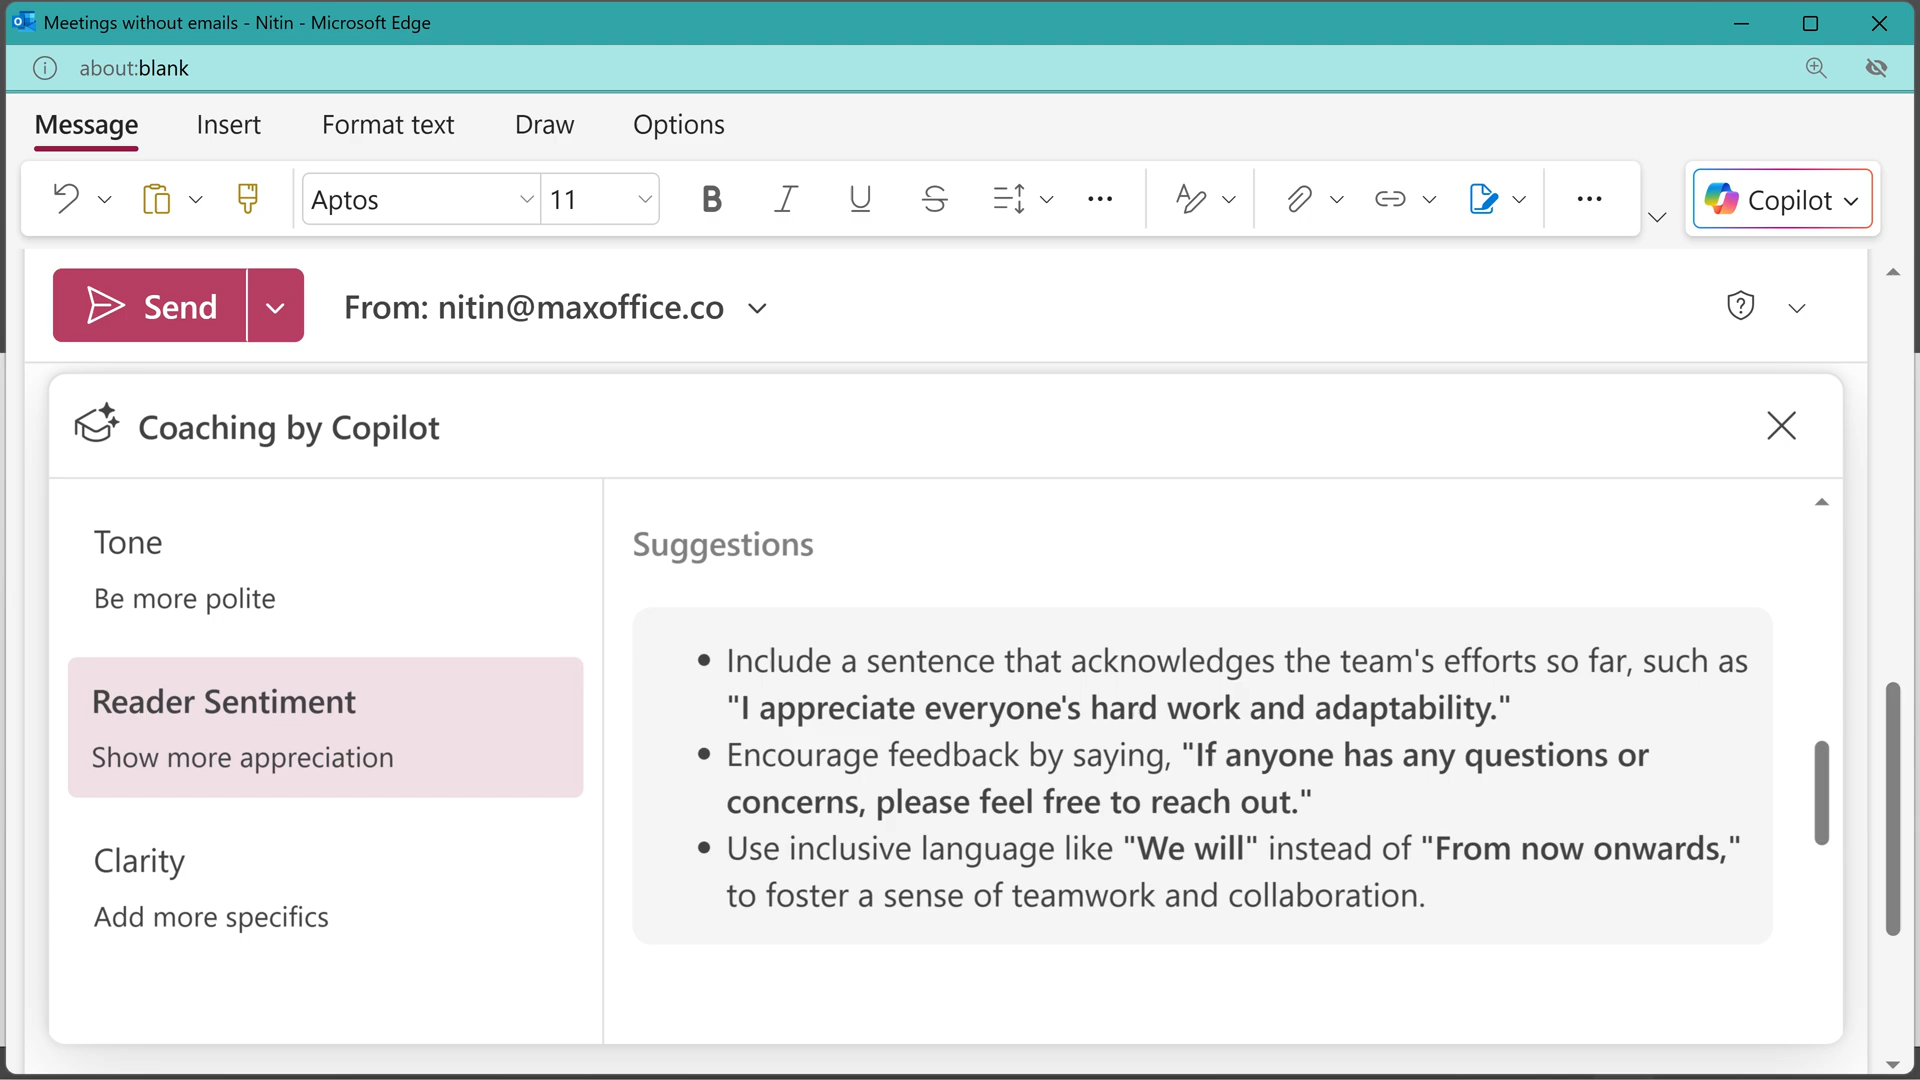 Meetings without emails - Nitin - Microsoft Edge
about:blank
Message Insert Format text Draw Options
Aptos 11 B I U S Copilot
Send From: nitin@maxoffice.co
Coaching by Copilot
Tone
Be more polite
Reader Sentiment
Show more appreciation
Clarity
Add more specifics
Suggestions
• Include a sentence that acknowledges the team's efforts so far, such as
"I appreciate everyone's hard work and adaptability."
• Encourage feedback by saying, "If anyone has any questions or
concerns, please feel free to reach out."
• Use inclusive language like "We will" instead of "From now onwards,"
to foster a sense of teamwork and collaboration.